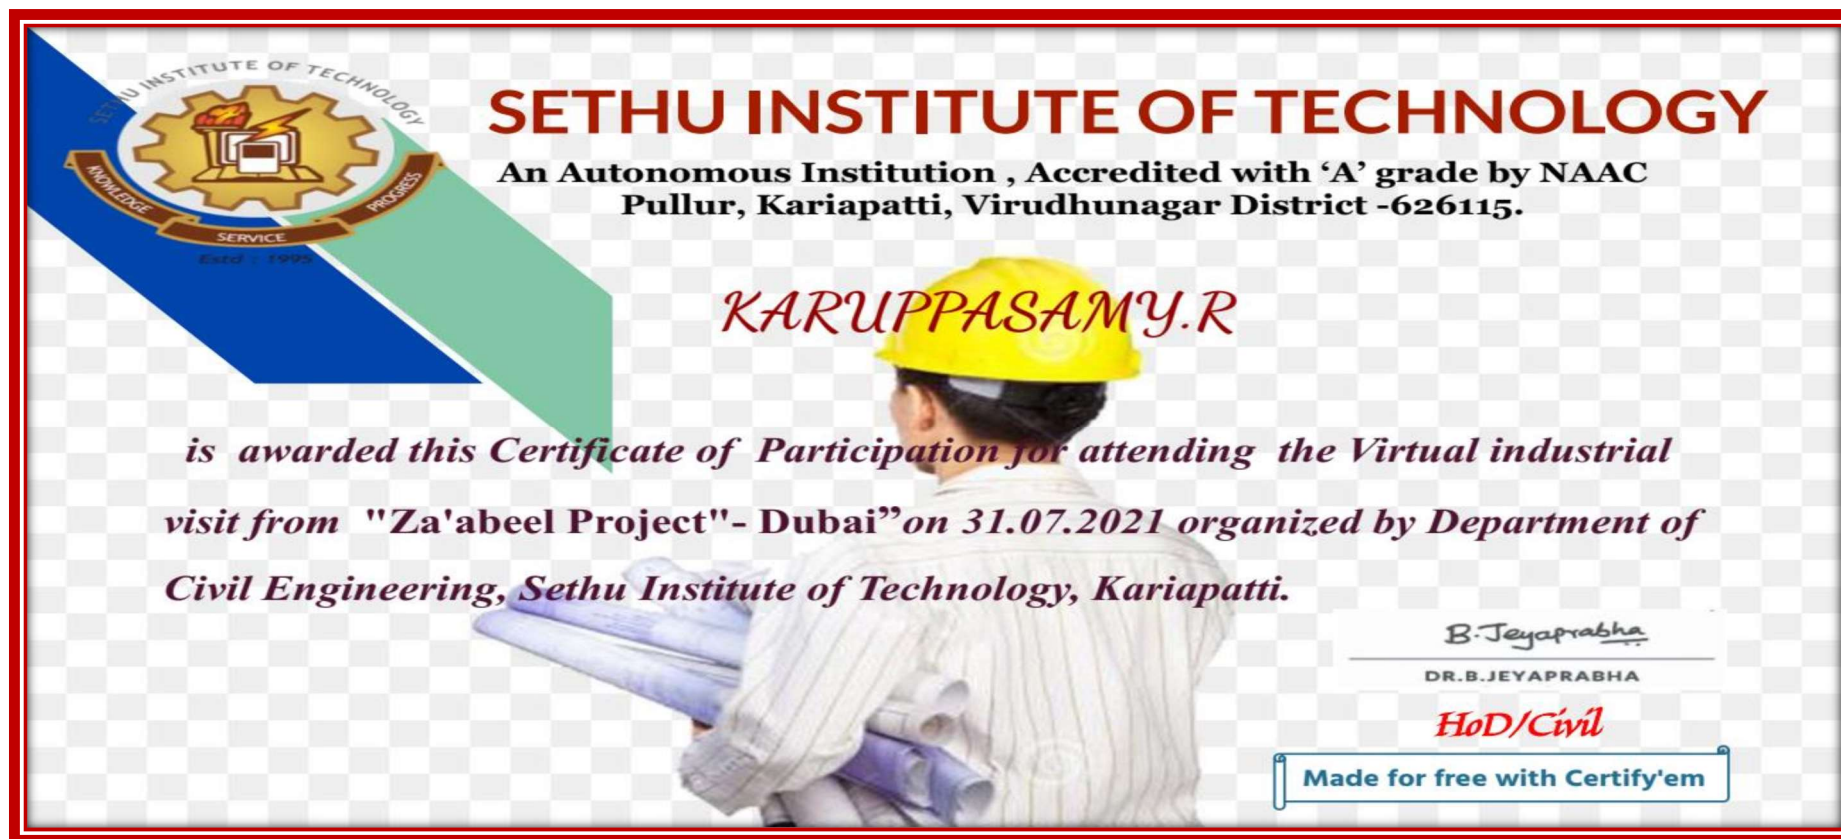 SETHU INSTITUTE OF TECHNOLOGY
KNOWLEDGE
SERVICE
PROGRESS
Estd : 1995
SETHU INSTITUTE OF TECHNOLOGY
An Autonomous Institution , Accredited with ‘A’ grade by NAAC
Pullur, Kariapatti, Virudhunagar District -626115.
KARUPPASAMY.R
is awarded this Certificate of Participation for attending the Virtual industrial
visit from "Za'abeel Project"- Dubai” on 31.07.2021 organized by Department of
Civil Engineering, Sethu Institute of Technology, Kariapatti.
B.Jeyaprabha
DR.B.JEYAPRABHA
HoD/Civil
Made for free with Certify'em